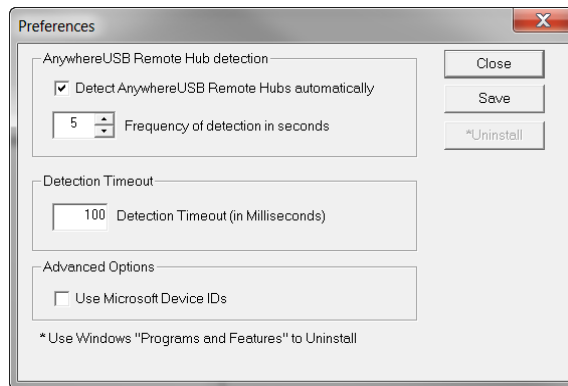 Preferences
AnywhereUSB Remote Hub detection
Detect AnywhereUSB Remote Hubs automatically
5 Frequency of detection in seconds
Close
Save
*Uninstall
Detection Timeout
100 Detection Timeout (in Milliseconds)
Advanced Options
Use Microsoft Device IDs
* Use Windows "Programs and Features" to Uninstall